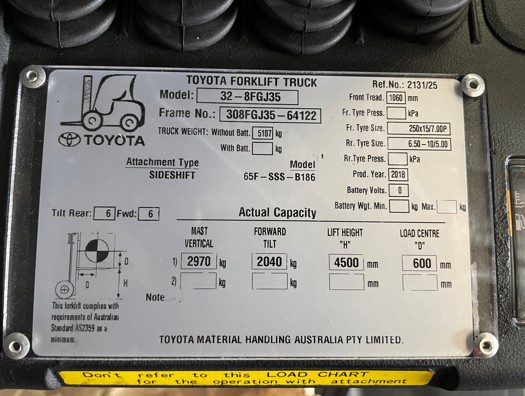 TOYOTA FORKLIFT TRUCK
Ref.No.: 2131/25
Model: 32-8FGJ35
Frame No.: 308FGJ35-64122
TRUCK WEIGHT: Without Batt. 5107 kg
With Batt. kg
Front Tread. 1060 mm
Fr. Tyre Press. kPa
Fr. Tyre Size. 250x15/7.00P
Rr. Tyre Size. 6.50-10/5.00
Rr.Tyre Press. kPa
Prod. Year. 2018
Battery Volts. 0
Battery Wgt. Min. kg Max. kg
TOYOTA
Attachment Type Model
SIDESHIFT 65F-SSS-B186
Tilt Rear: 6 Fwd: 6
Actual Capacity
MAST VERTICAL
FORWARD TILT
LIFT HEIGHT "H"
LOAD CENTRE "D"
1) 2970 kg 2040 kg 4500 mm 600 mm
2) kg kg mm mm
Note
D
D
H
This forklift complies with
requirements of Australian
Standard AS2359 as a
minimum.
TOYOTA MATERIAL HANDLING AUSTRALIA PTY LIMITED.
Don't refer to this LOAD CHART
for the operation with attachment